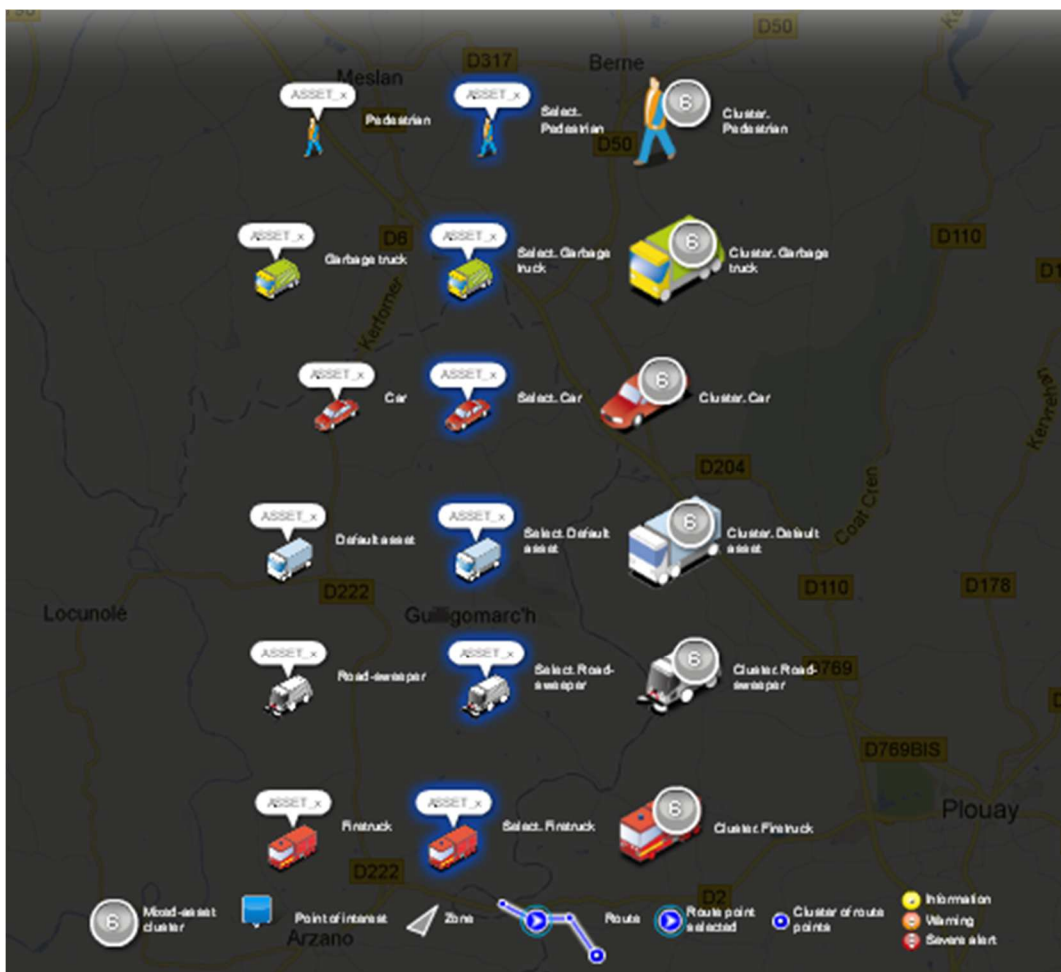 D50
D317
Berne
Meslan
ASSET_x
ASSET_x
6
Pedestrian
Select. Pedestrian
Cluster. Pedestrian
D50
ASSET_x
ASSET_x
6
D6
D110
Garbage truck
Select. Garbage truck
Cluster. Garbage truck
Kerfomer
ASSET_x
ASSET_x
6
Car
Select. Car
Cluster. Car
Kervrehan
D204
Coat Cren
ASSET_x
ASSET_x
6
Default asset
Select. Default asset
Cluster. Default asset
D222
D110
D178
Locunolé
Guilligomarc'h
ASSET_x
ASSET_x
6
Road-sweeper
Select. Road-sweeper
Cluster. Road-sweeper
D769
D769BIS
ASSET_x
ASSET_x
6
Plouay
Firetruck
Select. Firetruck
Cluster. Firetruck
D222
D2
6
Mixed-asset cluster
Point of interest
Zone
Route
Route point selected
Cluster of route points
Information
Warning
Severe alert
Arzano